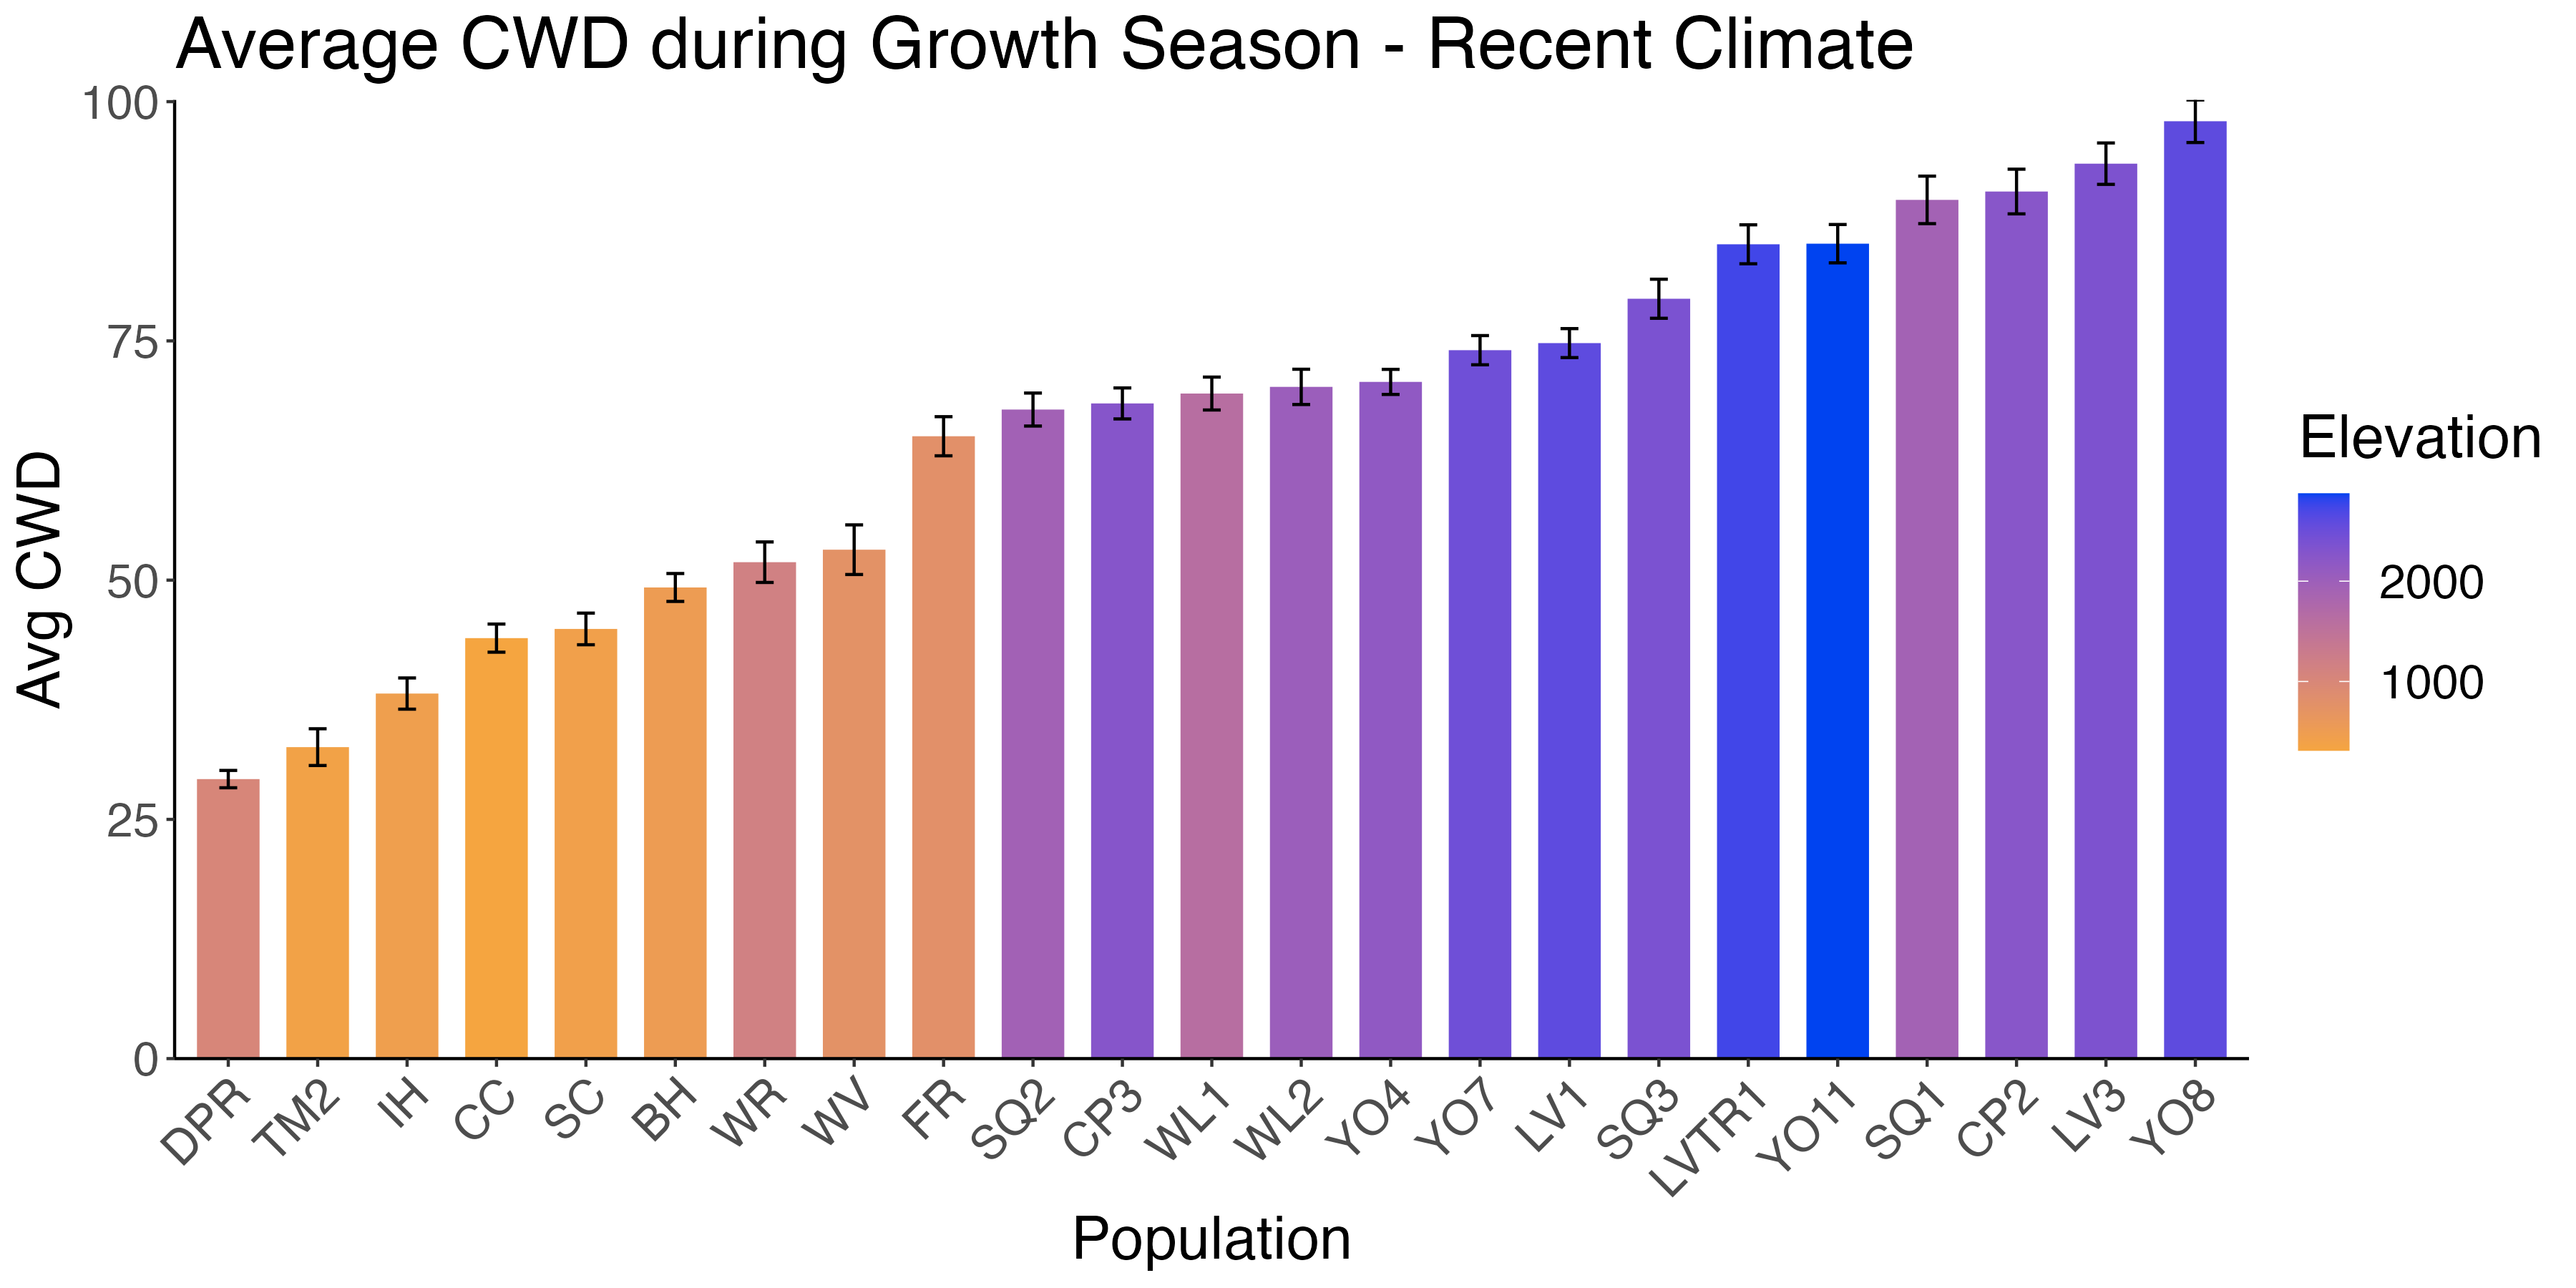 Average CWD during Growth Season - Recent Climate
Avg CWD
100
75
50
25
0
DPR
TM2
IH
CC
SC
BH
WR
WV
FR
SQ2
CP3
WL1
WL2
YO4
YO7
LV1
SQ3
LVTR1
YO11
SQ1
CP2
LV3
YO8
Population
Elevation
2000
1000